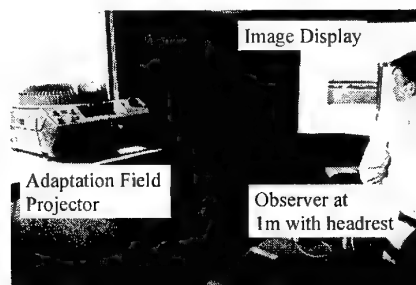 Image Display
Adaptation Field
Projector
Observer at
1m with headrest